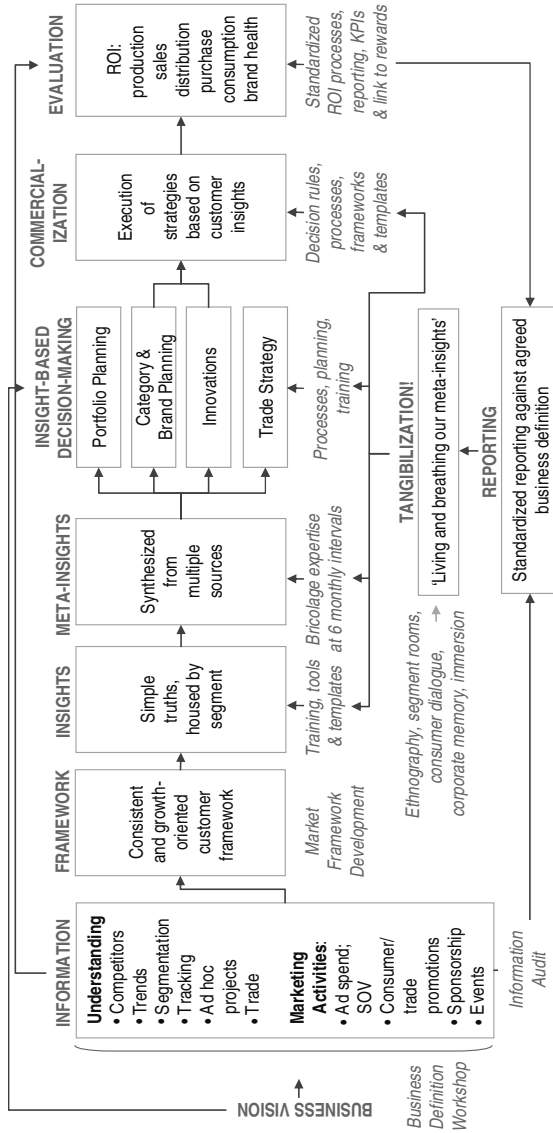 BUSINESS VISION
Business
Definition
Workshop
INFORMATION
Understanding
• Competitors
• Trends
• Segmentation
• Tracking
• Ad hoc
projects
• Trade
Marketing
Activities:
• Ad spend;
SOV
• Consumer/
trade
promotions
• Sponsorship
• Events
Information
Audit
FRAMEWORK
Consistent
and growth-
oriented
customer
framework
Market
Framework
Development
INSIGHTS
Simple
truths,
housed by
segment
Training, tools
& templates
META-INSIGHTS
Synthesized
from
multiple
sources
Bricolage expertise
at 6 monthly intervals
INSIGHT-BASED
DECISION-MAKING
Portfolio Planning
Category &
Brand Planning
Innovations
Trade Strategy
Processes, planning,
training
COMMERCIAL-
IZATION
Execution
of
strategies
based on
customer
insights
Decision rules,
processes,
frameworks
& templates
EVALUATION
ROI:
production
sales
distribution
purchase
consumption
brand health
Standardized
ROI processes,
reporting, KPIs
& link to rewards
Ethnography, segment rooms,
consumer dialogue,
corporate memory, immersion
TANGIBILIZATION!
'Living and breathing our meta-insights'
REPORTING
Standardized reporting against agreed
business definition